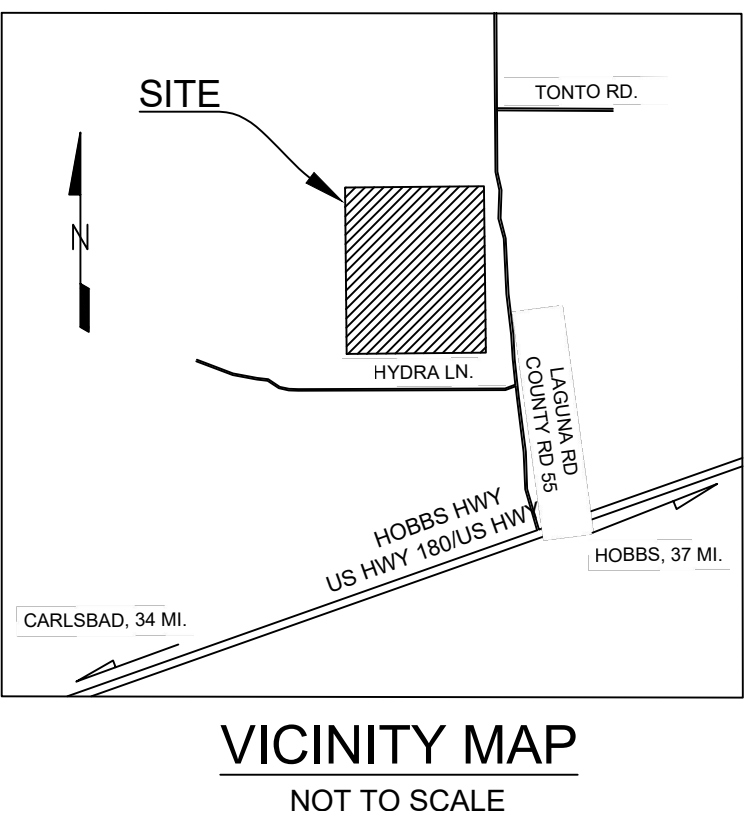 SITE
TONTO RD.
N
HYDRA LN.
LAGUNA RD
COUNTY RD 55
HOBBS HWY
US HWY 180/US HWY
HOBBS, 37 MI.
CARLSBAD, 34 MI.
VICINITY MAP
NOT TO SCALE